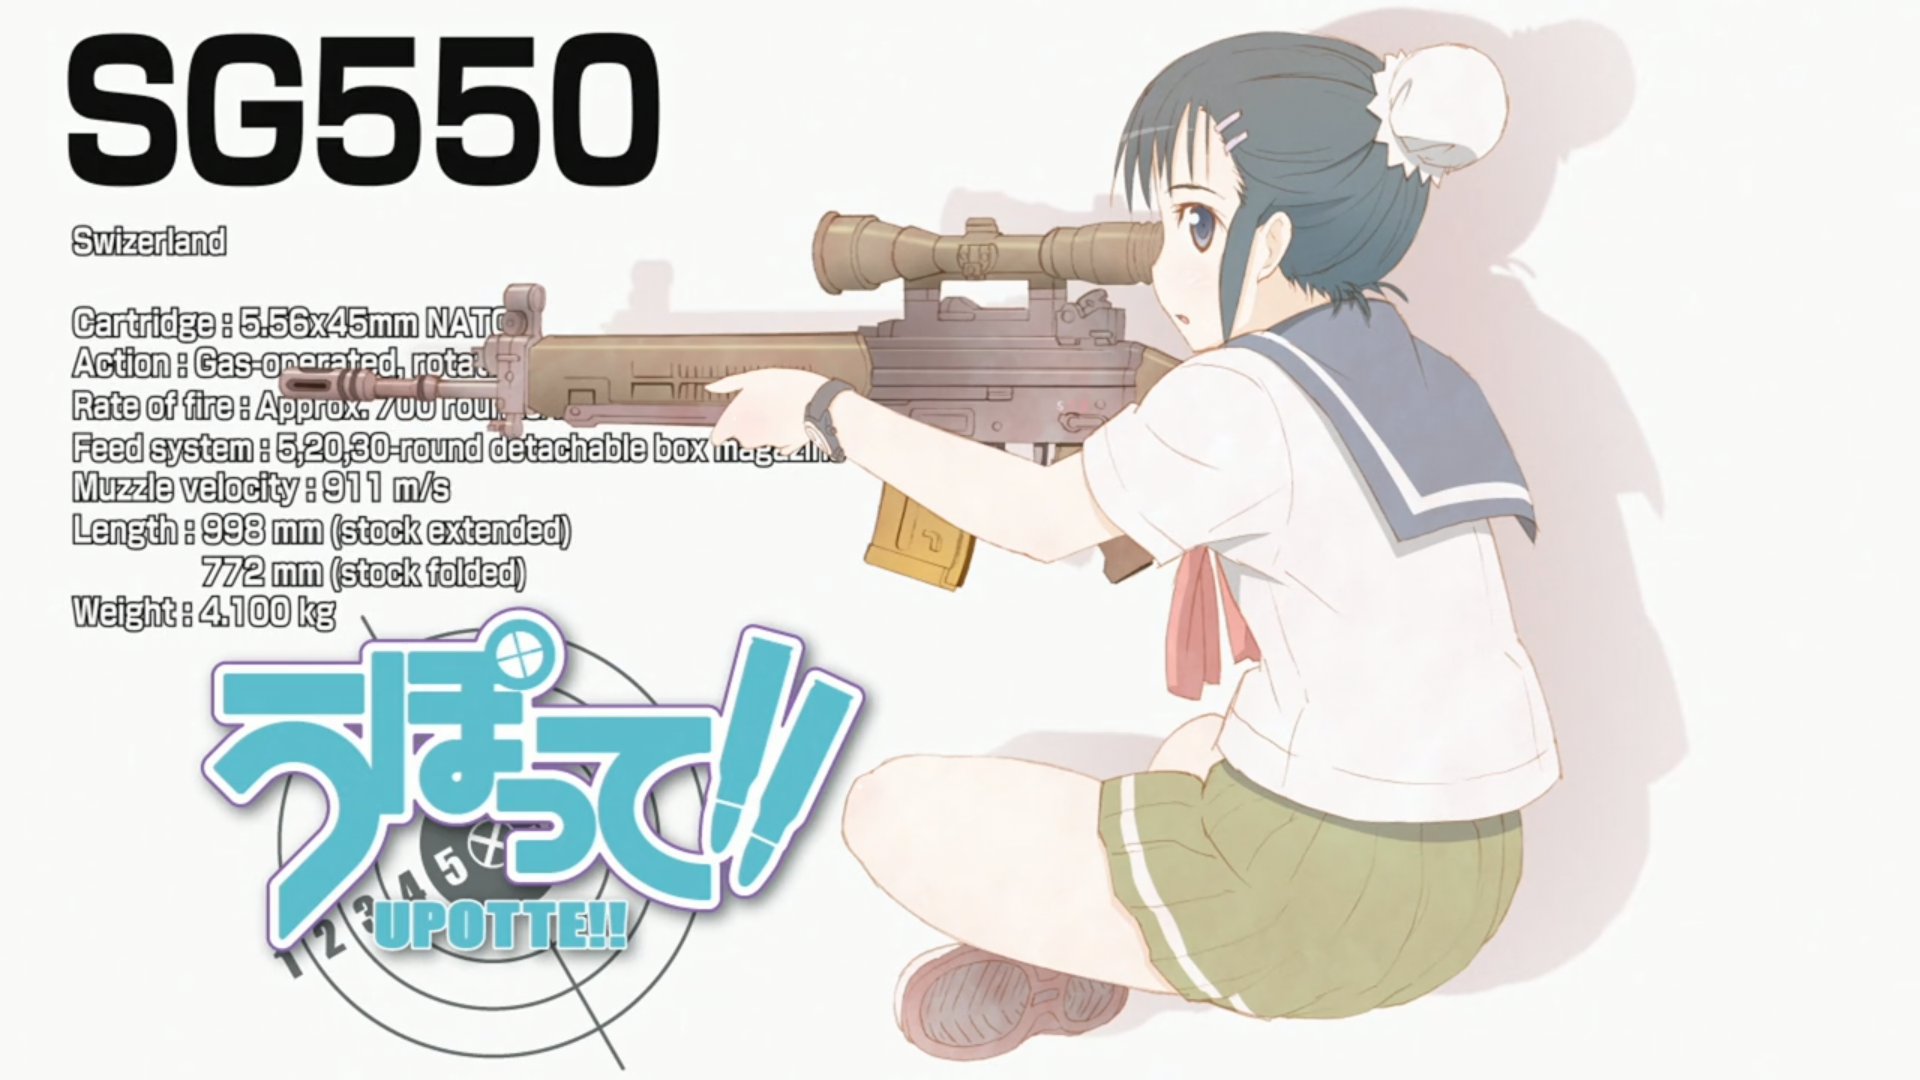 SG550
Swizerland
Cartridge : 5.56x45mm NATO
Action : Gas-operated,
Rate of fire : Approx. 700
Feed system : 5,20,30-round detachable box magazine
Muzzle velocity : 911 m/s
Length : 998 mm (stock extended)
772 mm (stock folded)
Weight : 4.100 kg
うぽって!!
1 2 3 4 5
UPOTTE!!